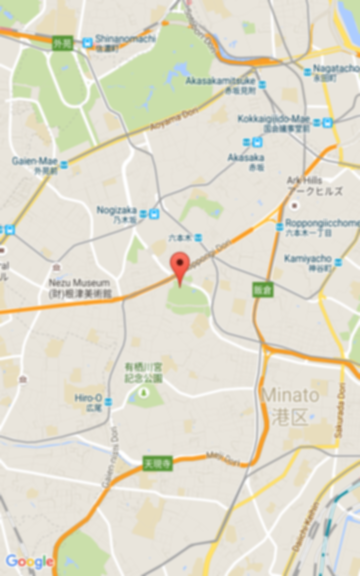 外苑
Shinanomachi
信濃町
Nagatacho
永田町
Akasakamitsuke
赤坂見附
Aoyama Dori
Kokkaigijido-Mae
国会議事堂前
Gaien-Mae
外苑前
Akasaka
赤坂
Ark Hills
アークヒルズ
Nogizaka
乃木坂
Roppongiicchome
六本木一丁目
六本木
Roppongi Dori
Kamiyacho
神谷町
Nezu Museum
(財)根津美術館
飯倉
有栖川宮
記念公園
Hiro-O
広尾
Minato
港区
Sakurada Dori
Gaien-Nishi Dori
天現寺
Meiji Dori
Daiichi Keihin
Google